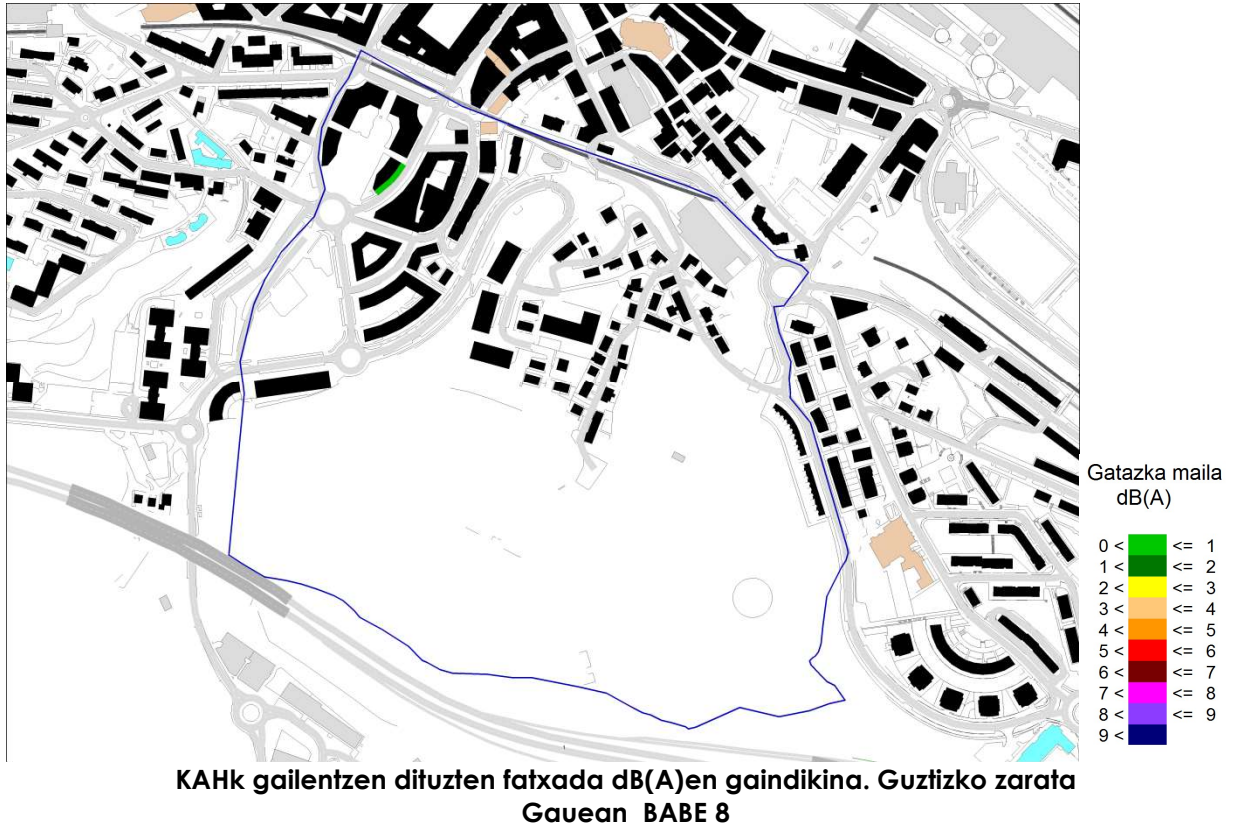 Gatazka maila
dB(A)
0 < <= 1
1 < <= 2
2 < <= 3
3 < <= 4
4 < <= 5
5 < <= 6
6 < <= 7
7 < <= 8
8 < <= 9
9 <
KAHk gailentzen dituzten fatxada dB(A)en gaindikina. Guztizko zarata
Gauean BABE 8